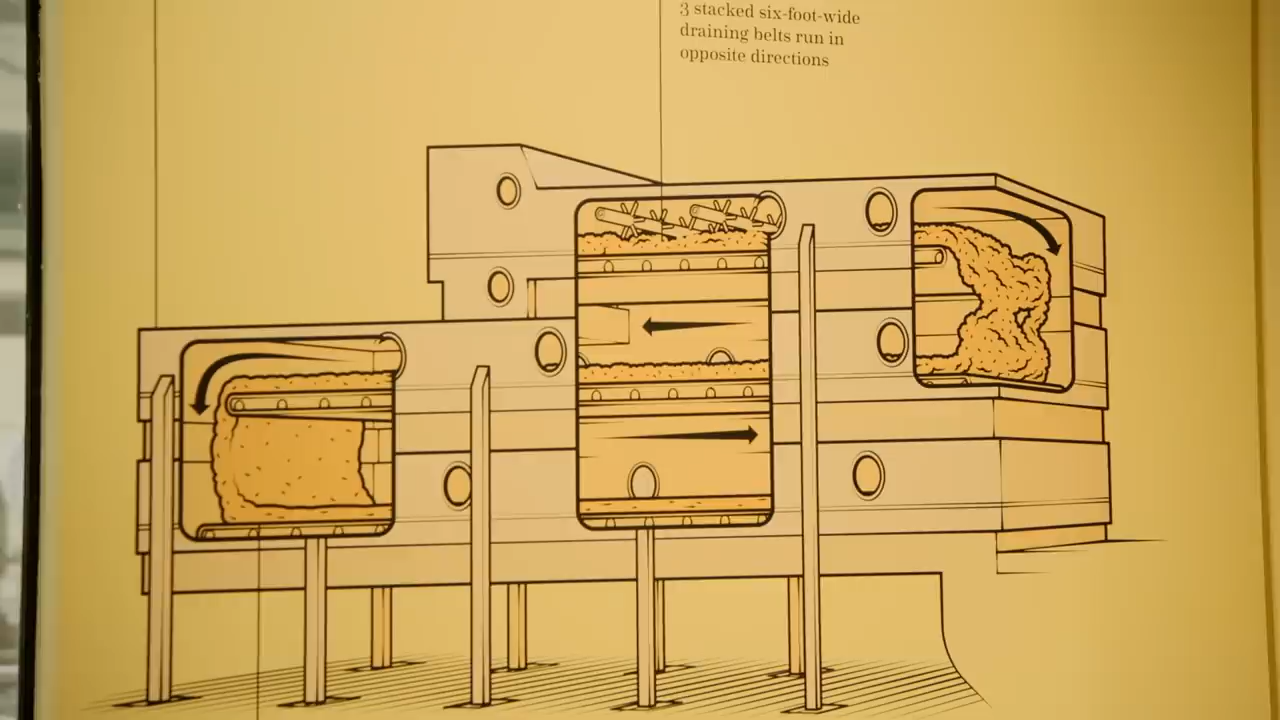 3 stacked six-foot-wide
draining belts run in
opposite directions